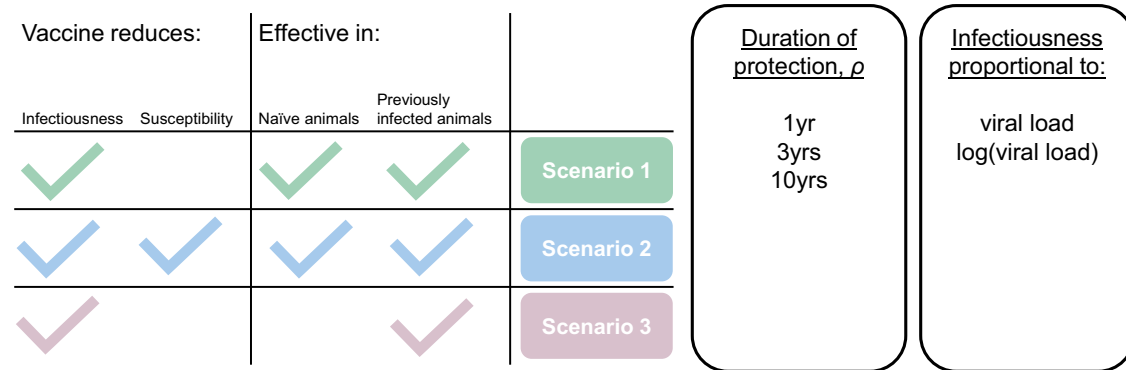 Vaccine reduces:
Effective in:
Infectiousness
Susceptibility
Naïve animals
Previously
infected animals
Scenario 1
Scenario 2
Scenario 3
Duration of
protection, ρ
1yr
3yrs
10yrs
Infectiousness
proportional to:
viral load
log(viral load)